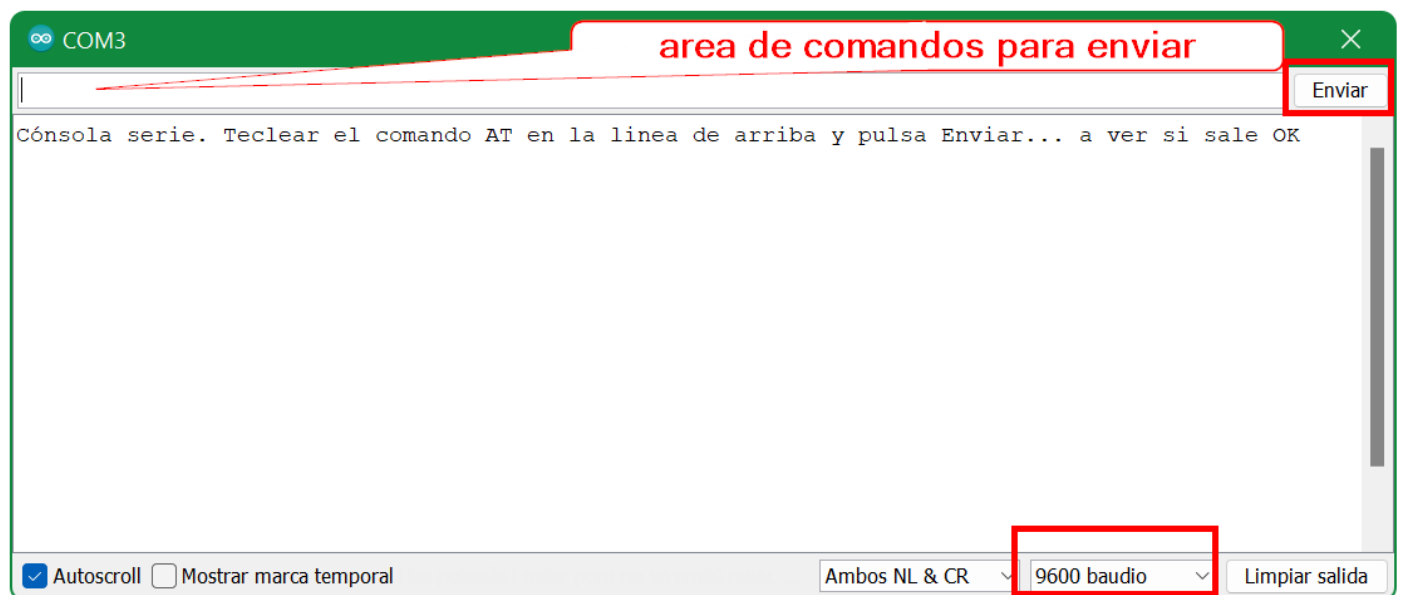 COM3
area de comandos para enviar
Enviar
Cónsola serie. Teclear el comando AT en la linea de arriba y pulsa Enviar... a ver si sale OK
Autoscroll Mostrar marca temporal Ambos NL & CR 9600 baudio Limpiar salida